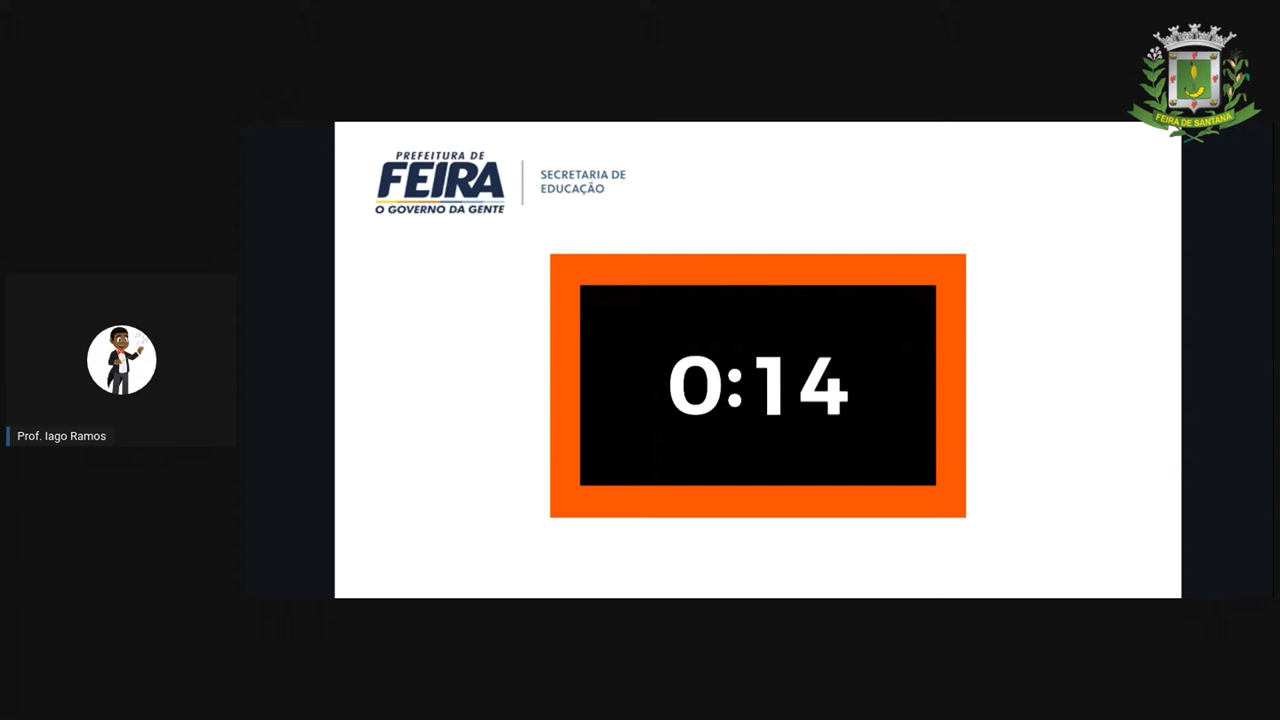 FEIRA DE SANTANA
PREFEITURA DE
FEIRA
O GOVERNO DA GENTE
SECRETARIA DE
EDUCAÇÃO
0:14
Prof. Iago Ramos